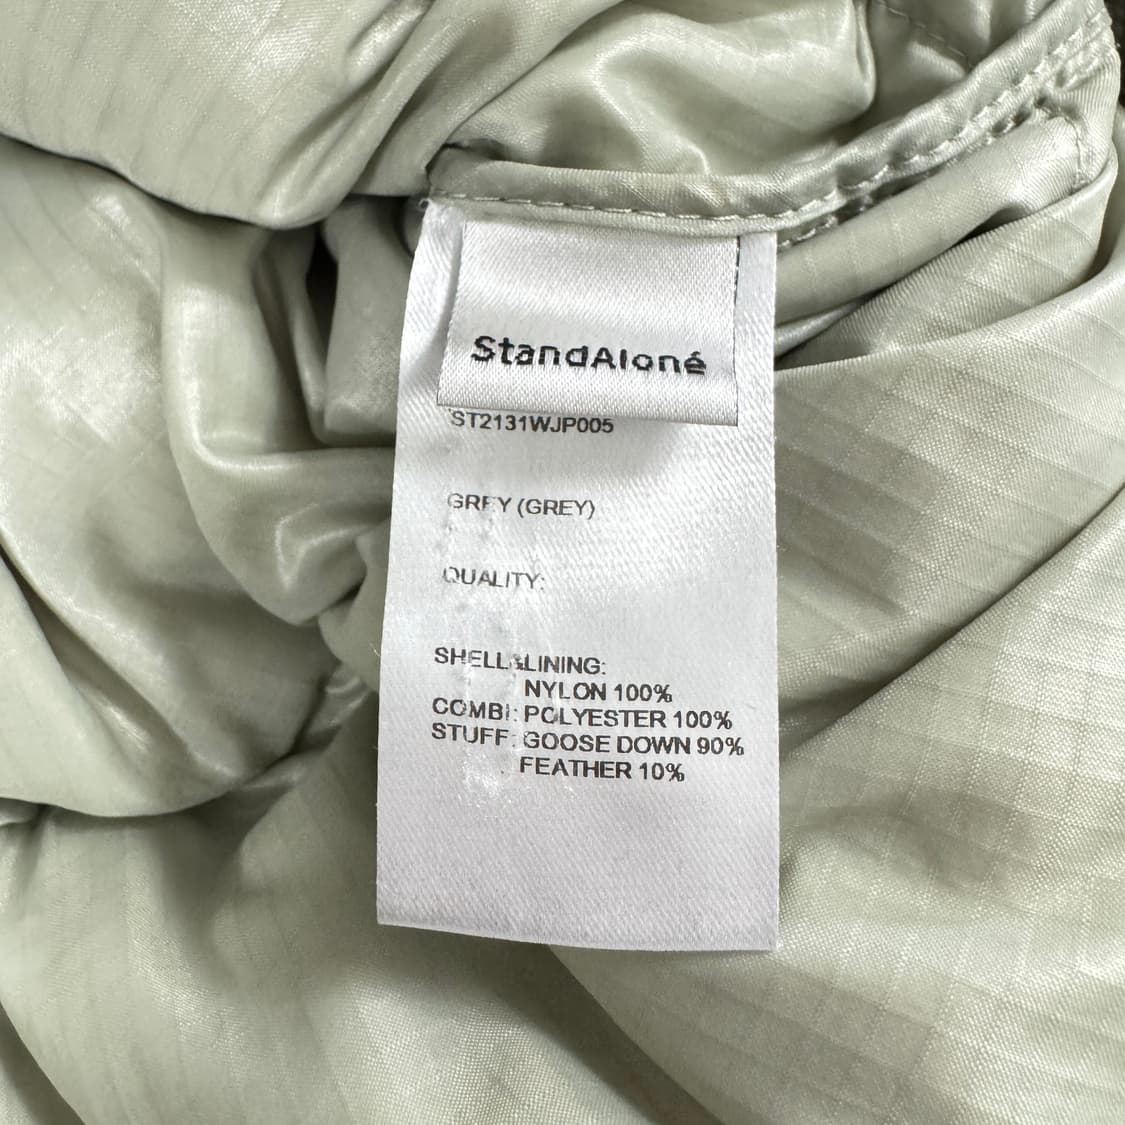 StandAloné
ST2131WJP005
GREY (GREY)
QUALITY:
SHELL&LINING:
NYLON 100%
COMBI: POLYESTER 100%
STUFF: GOOSE DOWN 90%
FEATHER 10%